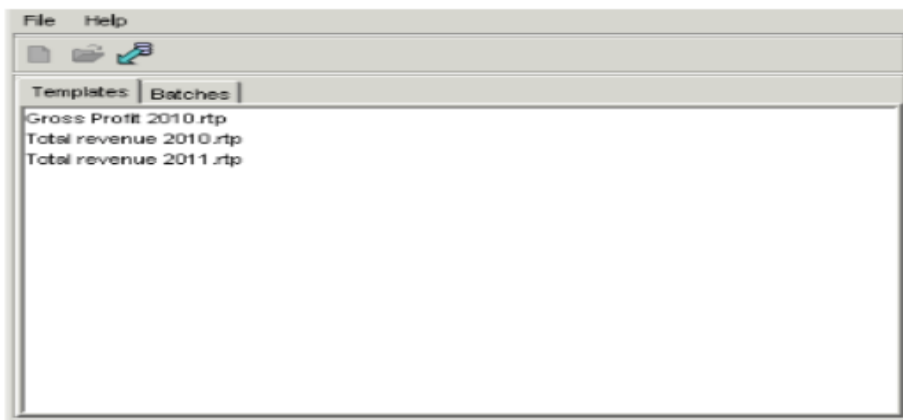 File Help
Templates Batches
Gross Profit 2010.rtp
Total revenue 2010.rtp
Total revenue 2011.rtp